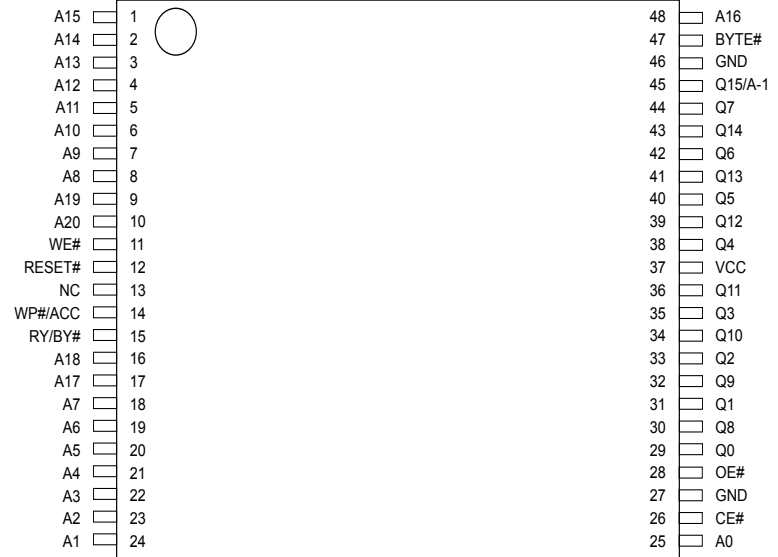 A15 1 48 A16
A14 2 47 BYTE#
A13 3 46 GND
A12 4 45 Q15/A-1
A11 5 44 Q7
A10 6 43 Q14
A9 7 42 Q6
A8 8 41 Q13
A19 9 40 Q5
A20 10 39 Q12
WE# 11 38 Q4
RESET# 12 37 VCC
NC 13 36 Q11
WP#/ACC 14 35 Q3
RY/BY# 15 34 Q10
A18 16 33 Q2
A17 17 32 Q9
A7 18 31 Q1
A6 19 30 Q8
A5 20 29 Q0
A4 21 28 OE#
A3 22 27 GND
A2 23 26 CE#
A1 24 25 A0